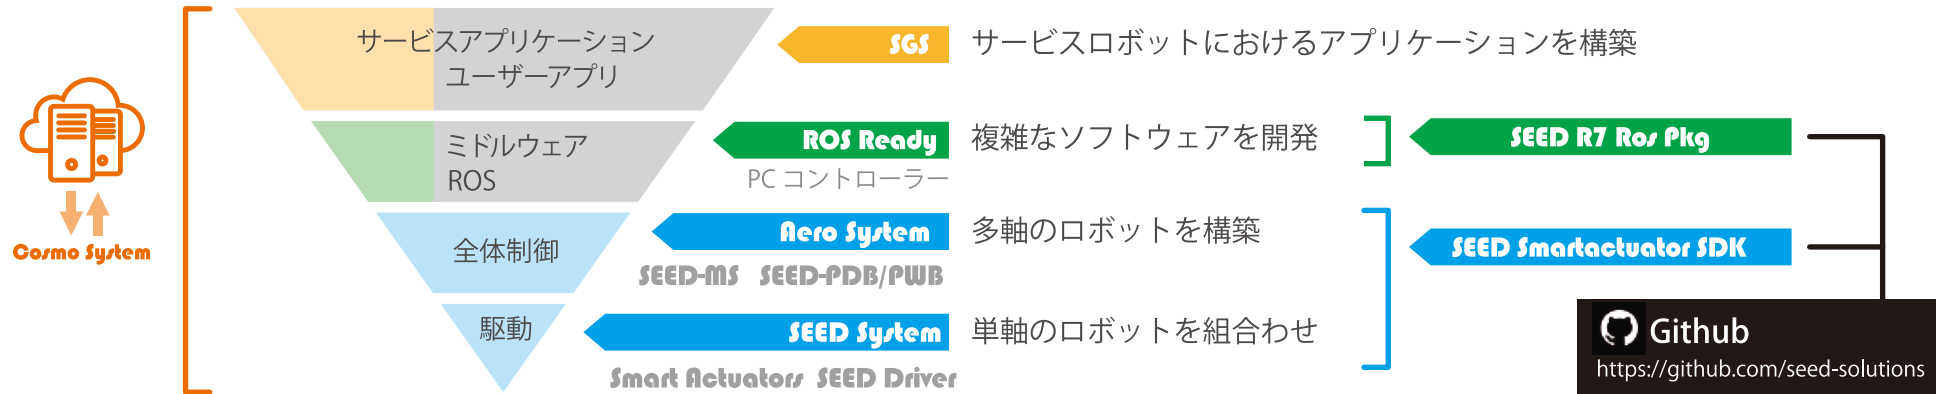 Cosmo System
サービスアプリケーション
ユーザーアプリ
SGS
サービスロボットにおけるアプリケーションを構築
ミドルウェア
ROS
ROS Ready
PC コントローラー
複雑なソフトウェアを開発
SEED R7 Ros Pkg
全体制御
Aero System
SEED-MS SEED-PDB/PWB
多軸のロボットを構築
SEED Smartactuator SDK
駆動
SEED System
Smart Actuators SEED Driver
単軸のロボットを組合わせ
Github
https://github.com/seed-solutions